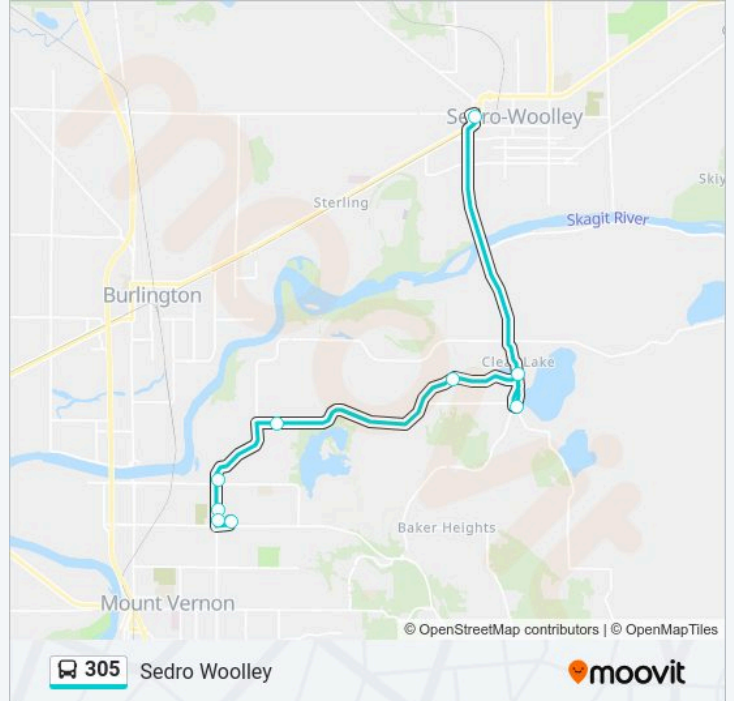 Sedro-Woolley
Sterling
Skagit River
Burlington
Clear Lake
Baker Heights
Mount Vernon
© OpenStreetMap contributors | © OpenMapTiles
305 Sedro Woolley
moovit